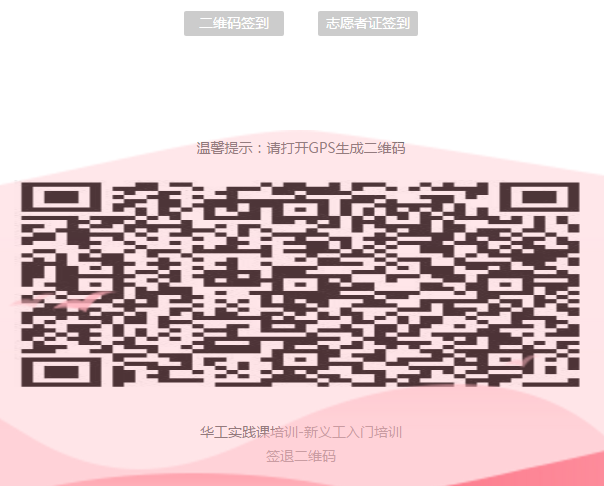 二维码签到 志愿者证签到
温馨提示：请打开GPS生成二维码
华工实践课培训-新义工入门培训
签退二维码